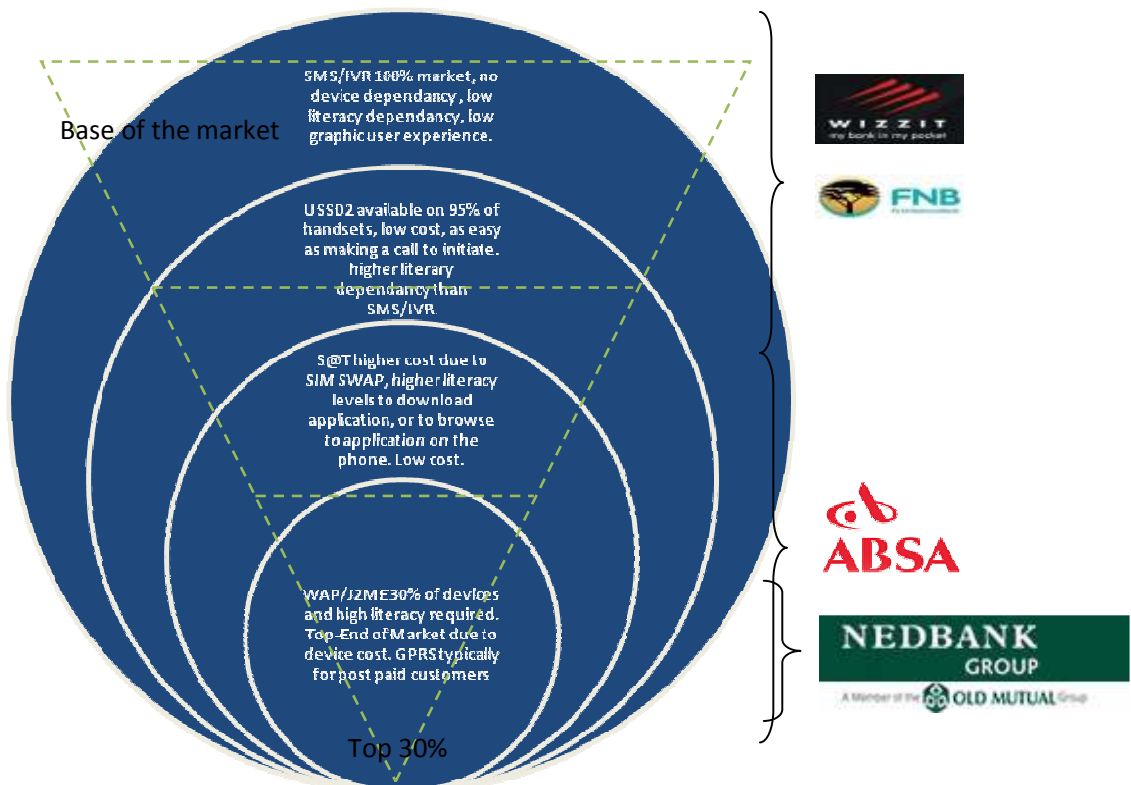 SMS/IVR 100% market, no
device dependancy , low
literacy dependancy, low
graphic user experience.
Base of the market
USSD2 available on 95% of
handsets, low cost, as easy
as making a call to initiate.
higher literary
dependancy than
SMS/IVR
S@T higher cost due to
SIM SWAP, higher literacy
levels to download
application, or to browse
to application on the
phone. Low cost.
WAP/J2ME 30% of devices
and high literacy required.
Top-End of Market due to
device cost. GPRS typically
for post paid customers
Top 30%
WIZZIT
my bank in my pocket
FNB
ABSA
NEDBANK
GROUP
A Member of the OLD MUTUAL Group